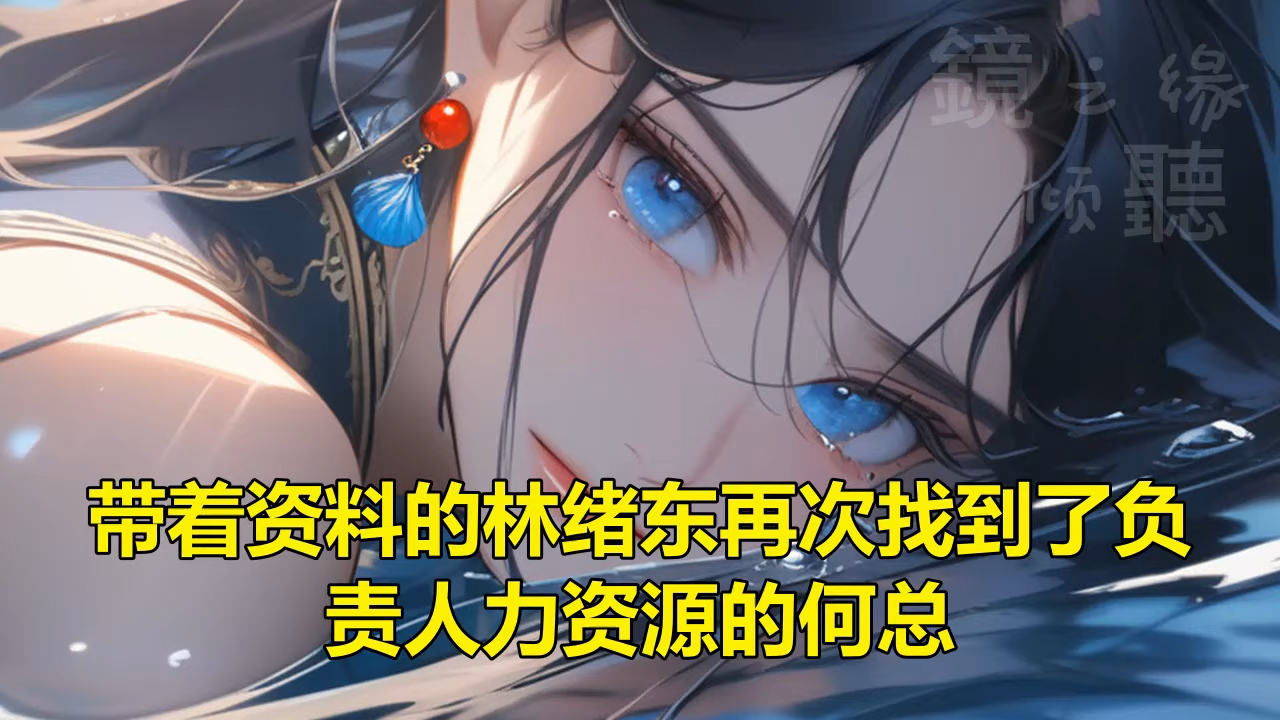 鏡之缘
倾聽
带着资料的林绪东再次找到了负
责人力资源的何总